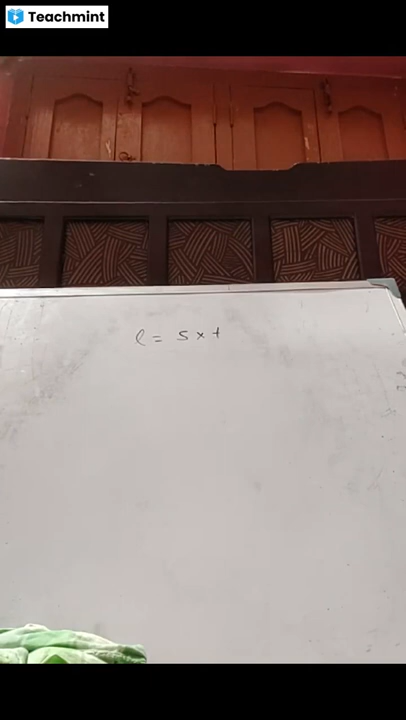 Teachmint
l = s x t